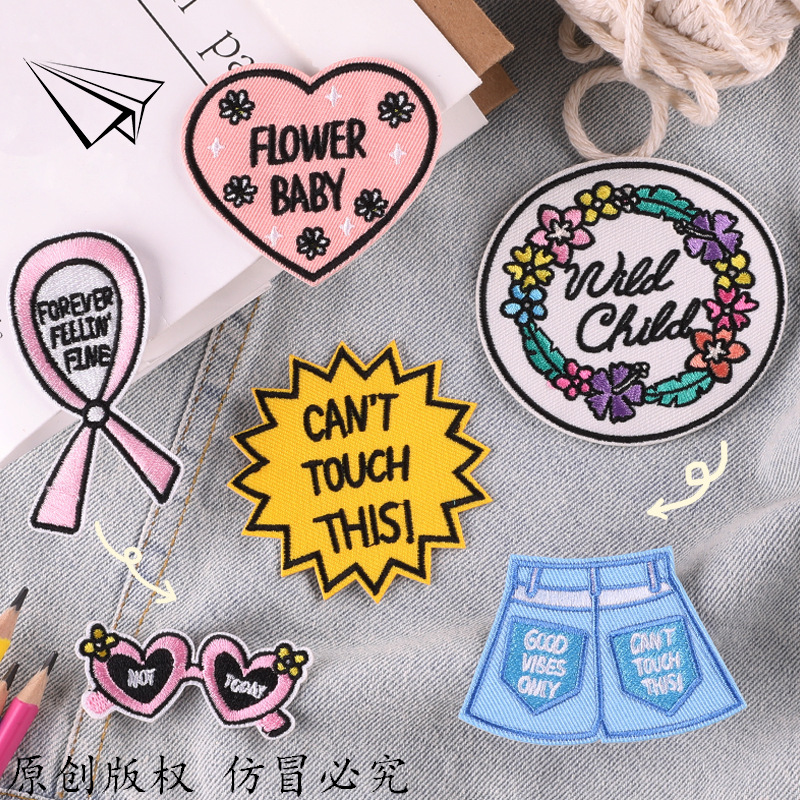 FLOWER
BABY
Wild
Child
FOREVER
FELLIN'
FINE
CAN'T
TOUCH
THIS!
GOOD
VIBES
ONLY
CAN'T
TOUCH
THIS!
NOT
TODAY
原创版权 仿冒必究